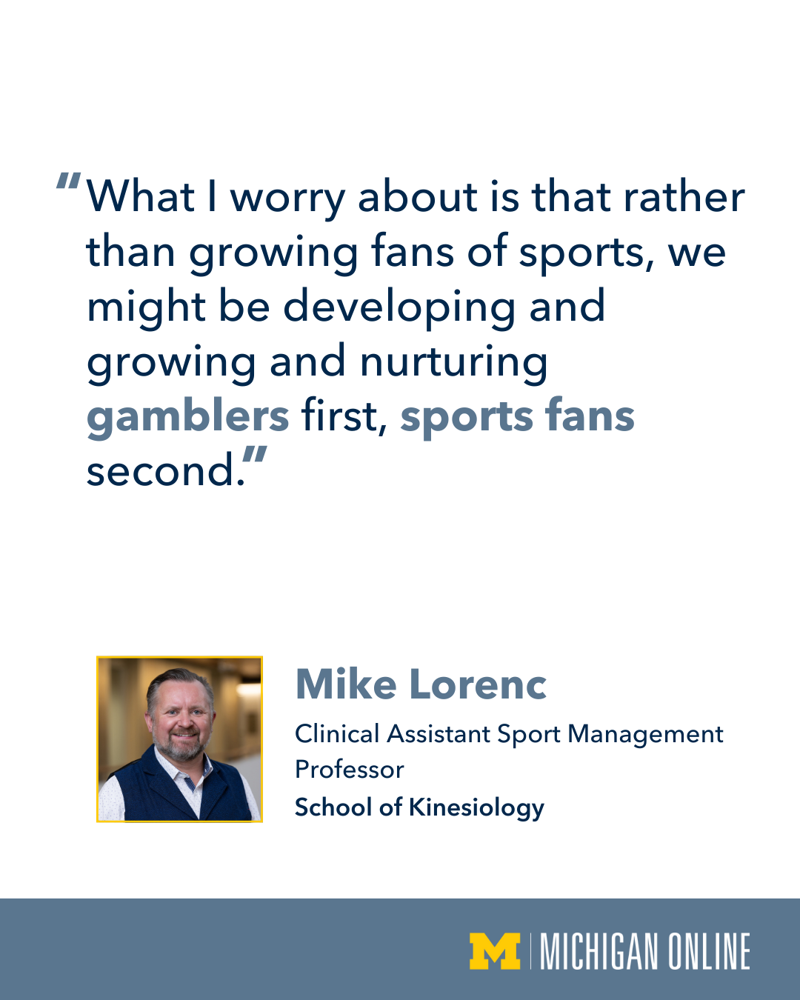 "What I worry about is that rather
than growing fans of sports, we
might be developing and
growing and nurturing
gamblers first, sports fans
second."
Mike Lorenc
Clinical Assistant Sport Management
Professor
School of Kinesiology
M | MICHIGAN ONLINE